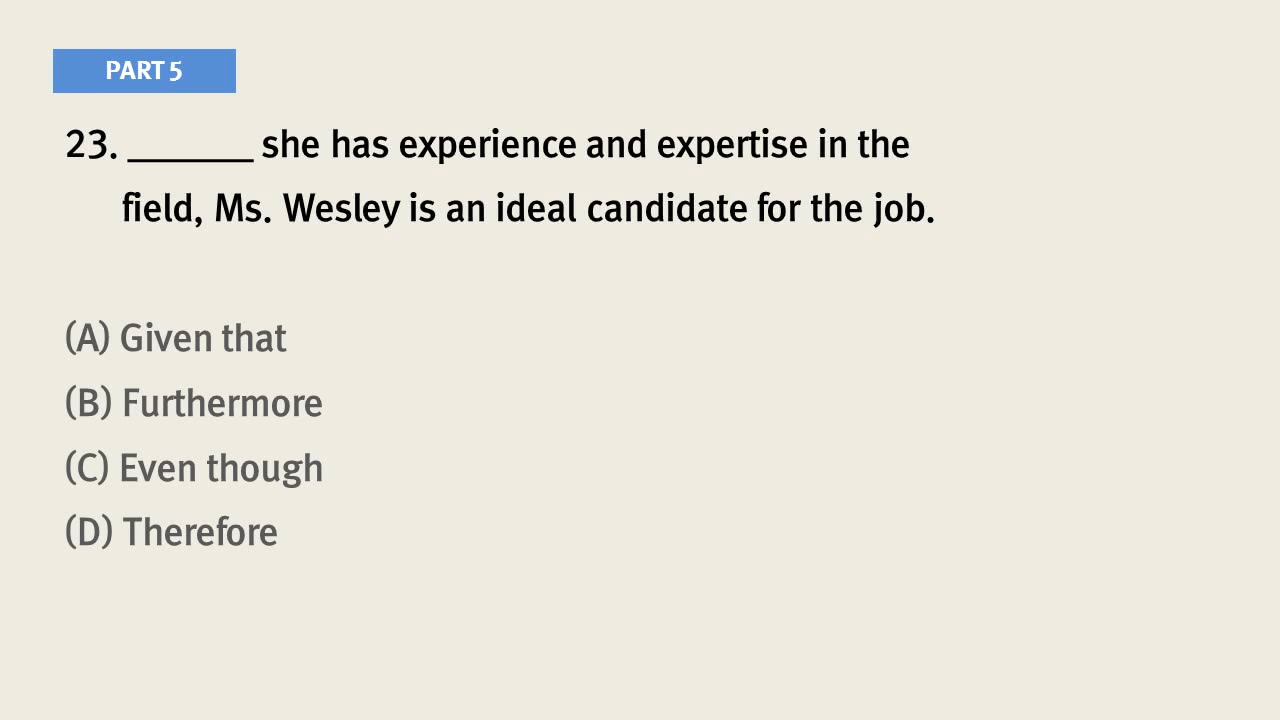 PART 5
23. ______ she has experience and expertise in the
field, Ms. Wesley is an ideal candidate for the job.
(A) Given that
(B) Furthermore
(C) Even though
(D) Therefore